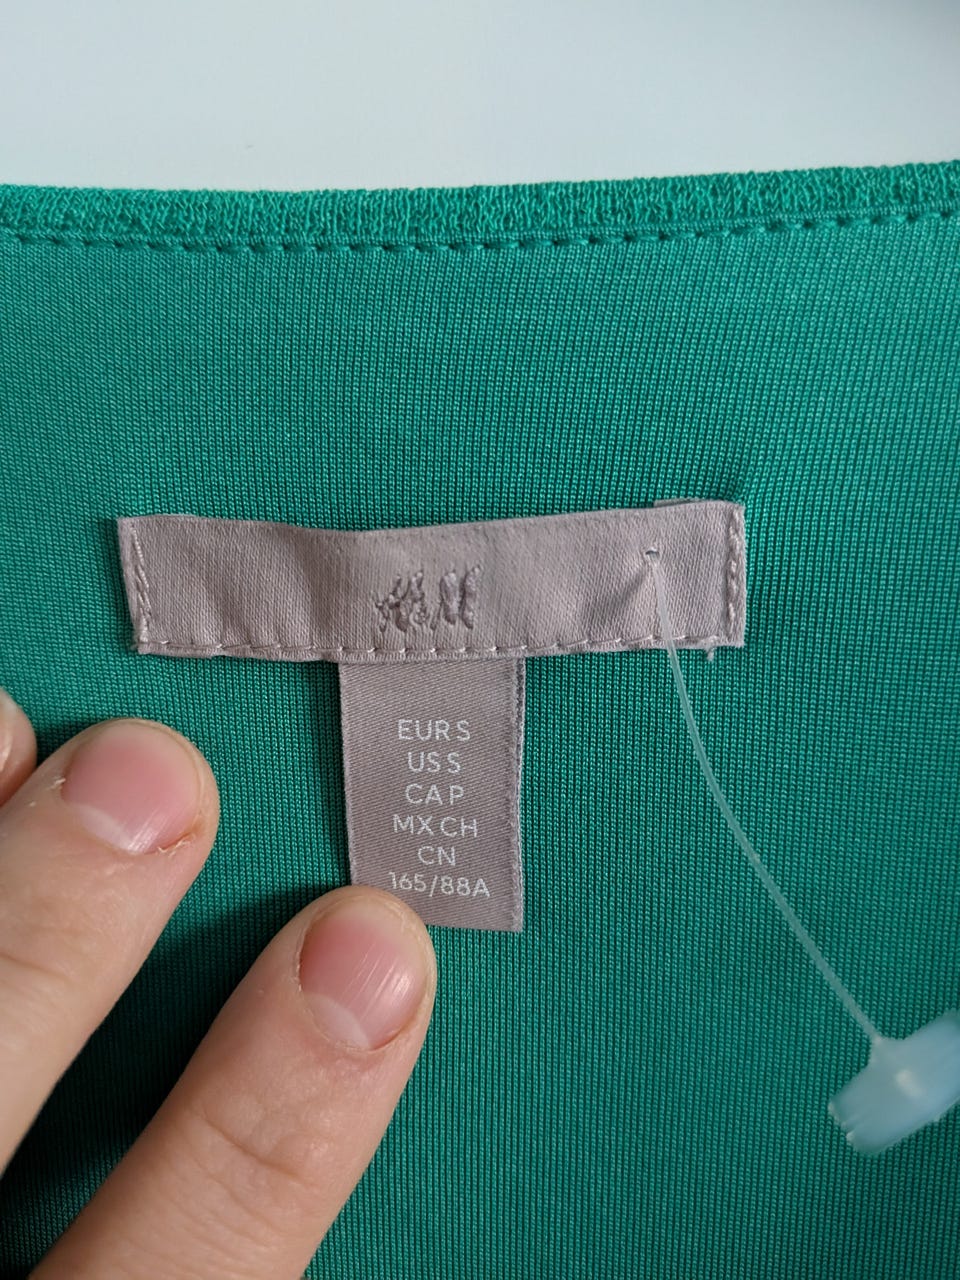 H&M
EUR S
US S
CA P
MX CH
CN
165/88A